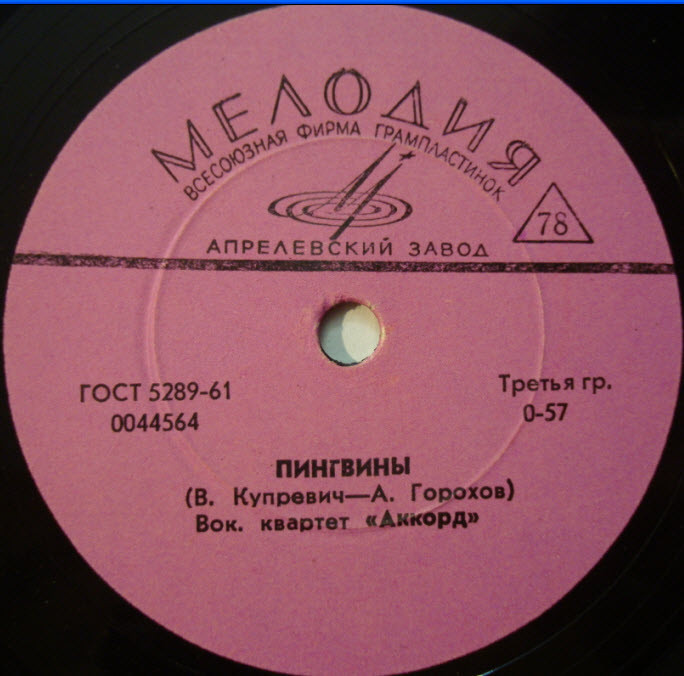 МЕЛОДИЯ
ВСЕСОЮЗНАЯ ФИРМА ГРАМПЛАСТИНОК
78
АПРЕЛЕВСКИЙ ЗАВОД
ГОСТ 5289-61
0044564
Третья гр.
0-57
ПИНГВИНЫ
(В. Купревич—А. Горохов)
Вок. квартет «Аккорд»